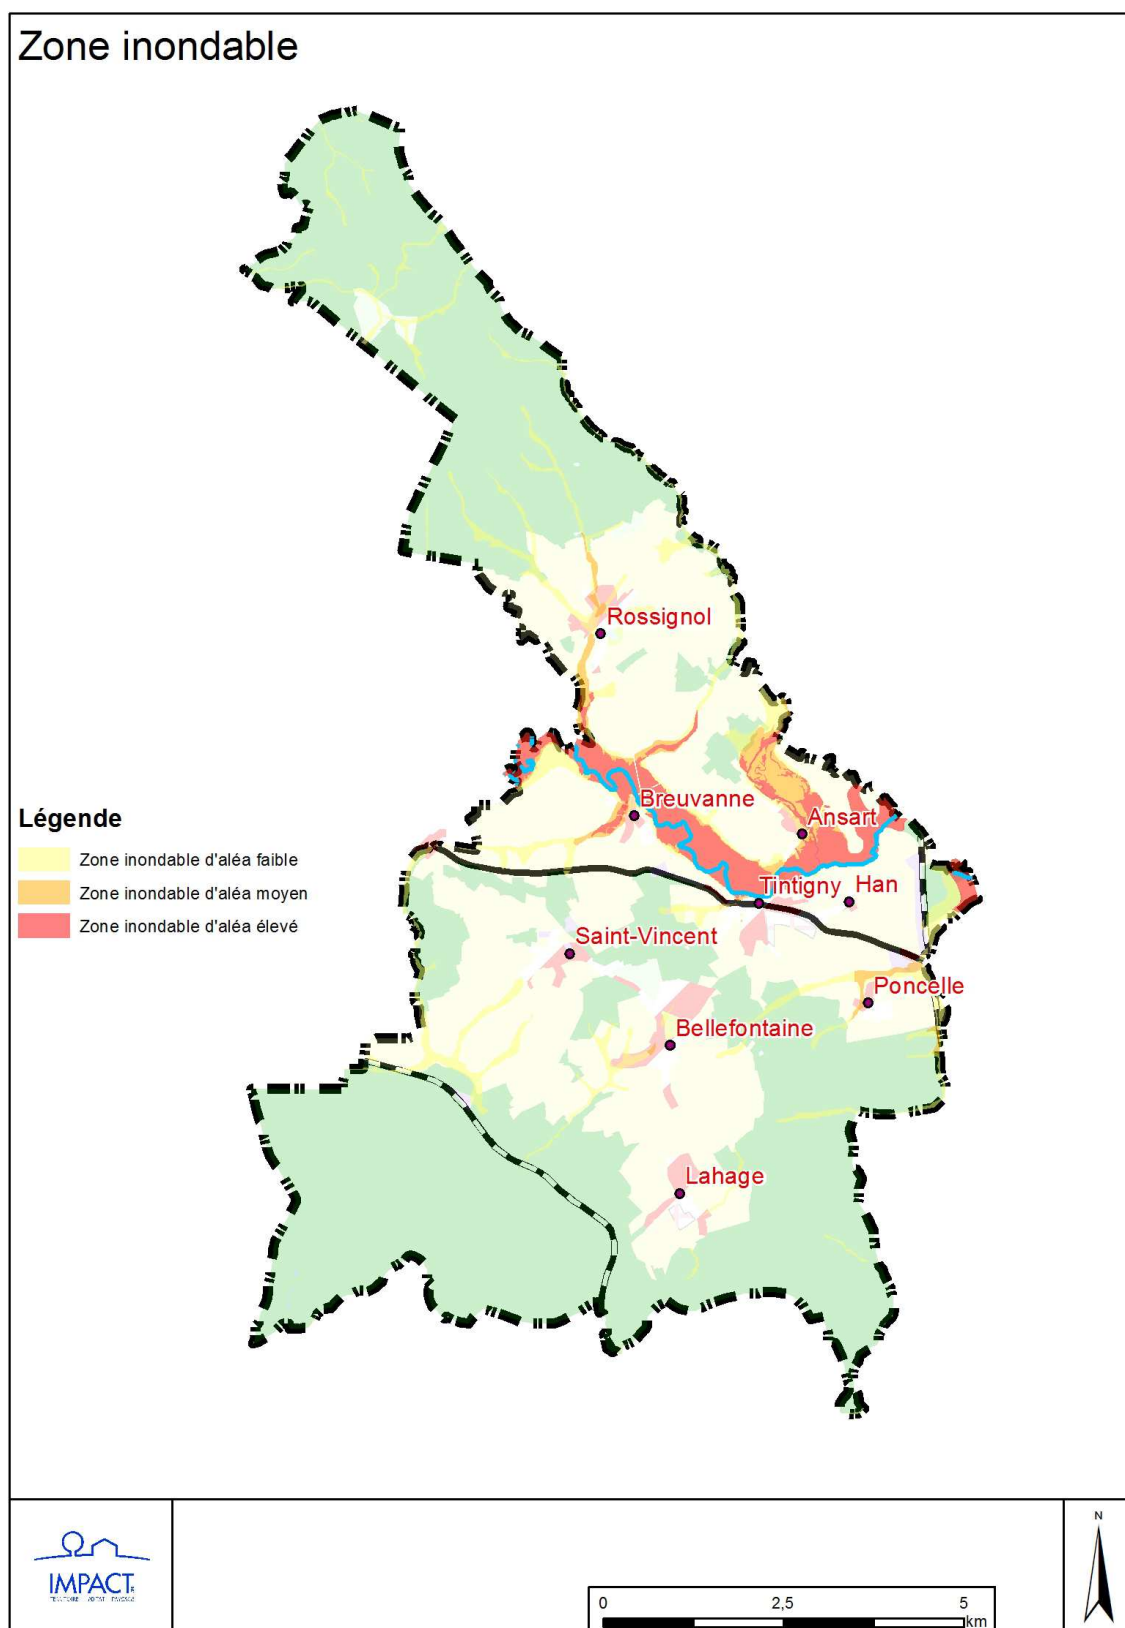 Zone inondable
Rossignol
Breuvanne
Ansart
Légende
Zone inondable d'aléa faible
Zone inondable d'aléa moyen
Zone inondable d'aléa élevé
Tintigny
Han
Saint-Vincent
Poncelle
Bellefontaine
Lahage
IMPACT
N
0
2,5
5
km